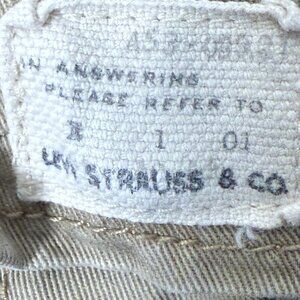 IN ANSWERING
PLEASE REFER TO
I 1 01
LEVI STRAUSS & CO.